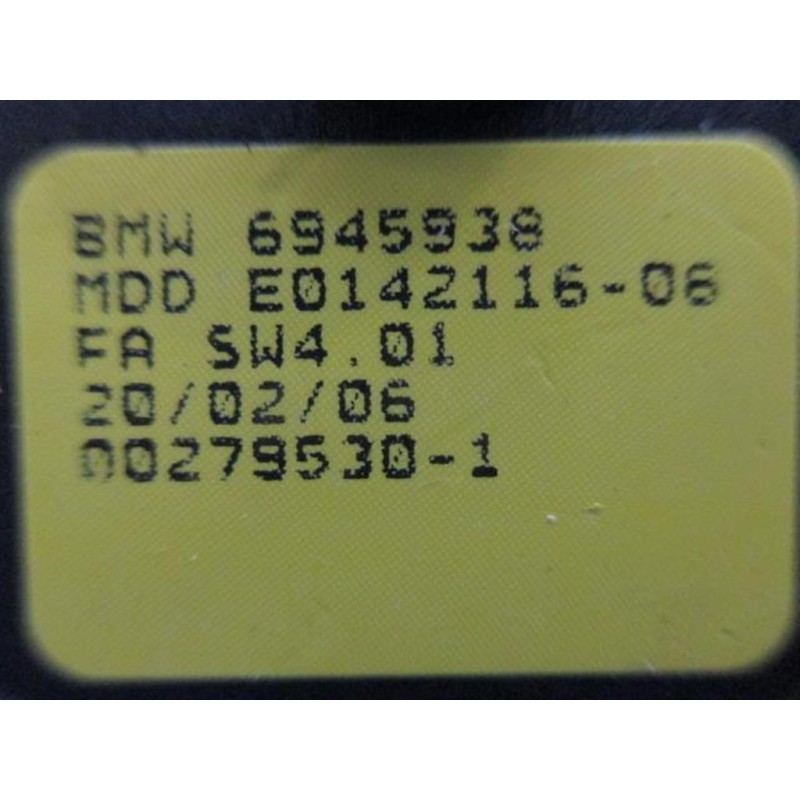 BMW 6945938
MDD E0142116-06
FA SW4.01
20/02/06
00279530-1